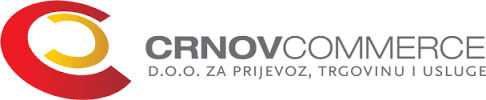 CRNOVCOMMERCE
D.O.O. ZA PRIJEVOZ, TRGOVINU I USLUGE